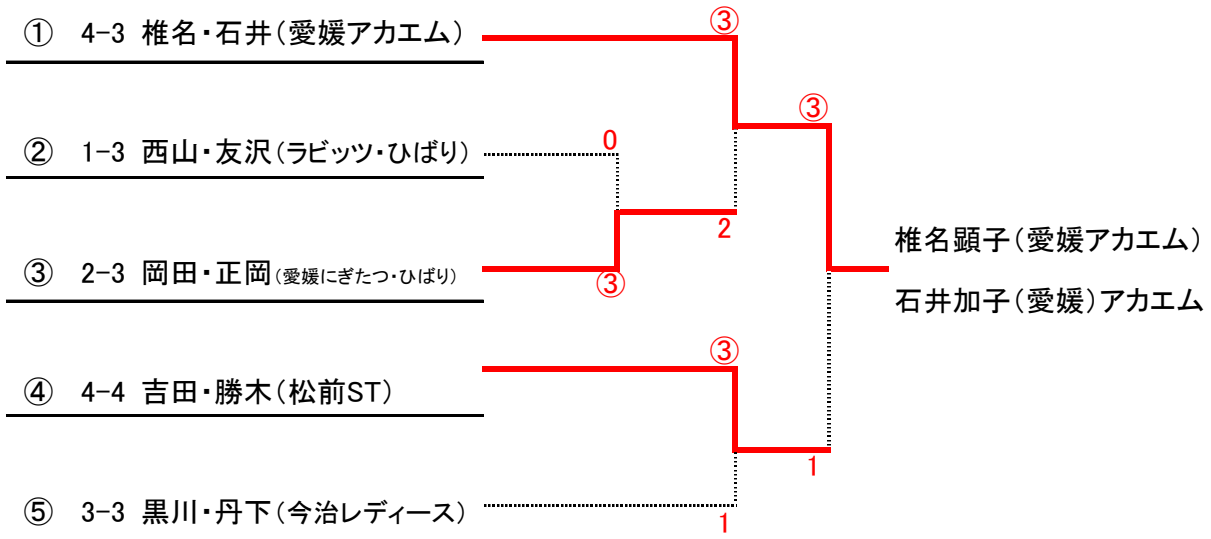 ③
① 4-3 椎名・石井(愛媛アカエム)
③
0
② 1-3 西山・友沢(ラビッツ・ひばり)
2
椎名顕子(愛媛アカエム)
③ 2-3 岡田・正岡(愛媛にぎたつ・ひばり)
③
石井加子(愛媛)アカエム
③
④ 4-4 吉田・勝木(松前ST)
1
⑤ 3-3 黒川・丹下(今治レディース)
1